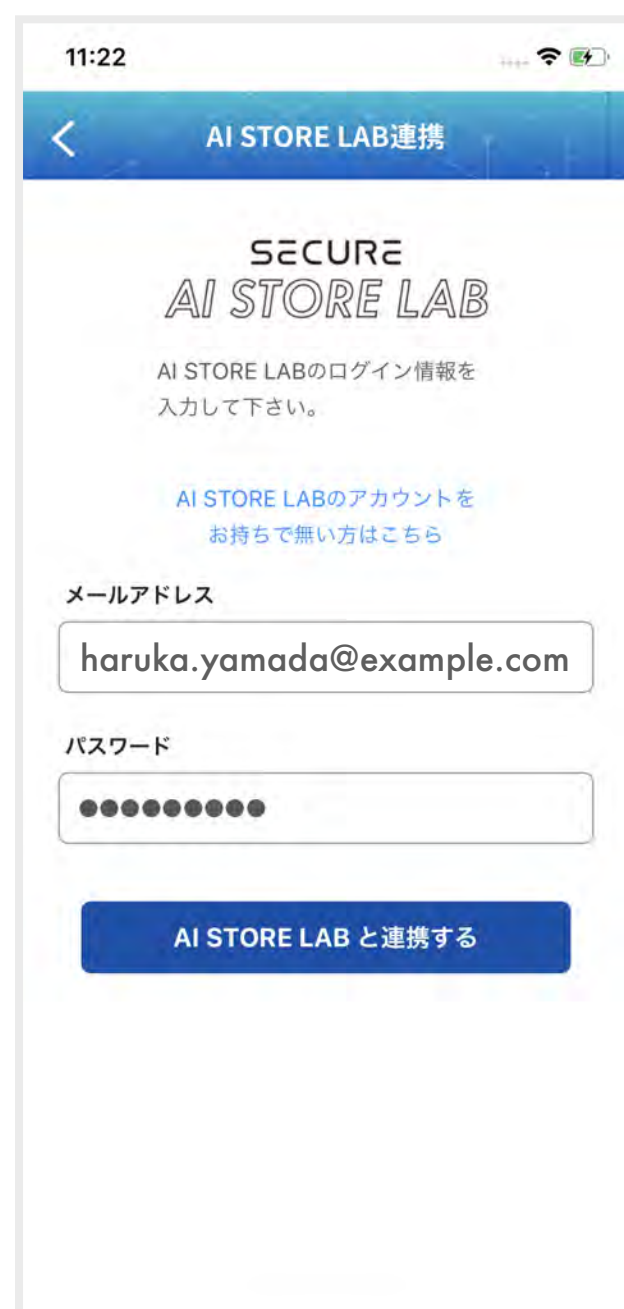 11:22
AI STORE LAB連携
SECURE
AI STORE LAB
AI STORE LABのログイン情報を
入力して下さい。
AI STORE LABのアカウントを
お持ちで無い方はこちら
メールアドレス
haruka.yamada@example.com
パスワード
●●●●●●●●●
AI STORE LAB と連携する